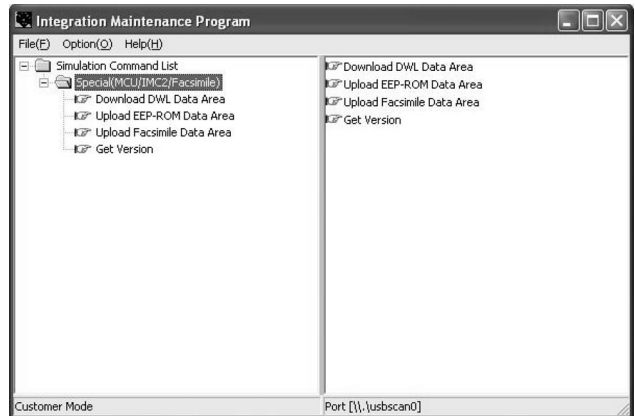 Integration Maintenance Program
File(F) Option(O) Help(H)
Simulation Command List
Special(MCU/IMC2/Facsimile)
Download DWL Data Area
Upload EEP-ROM Data Area
Upload Facsimile Data Area
Get Version
Download DWL Data Area
Upload EEP-ROM Data Area
Upload Facsimile Data Area
Get Version
Customer Mode
Port [\\.\usbscan0]